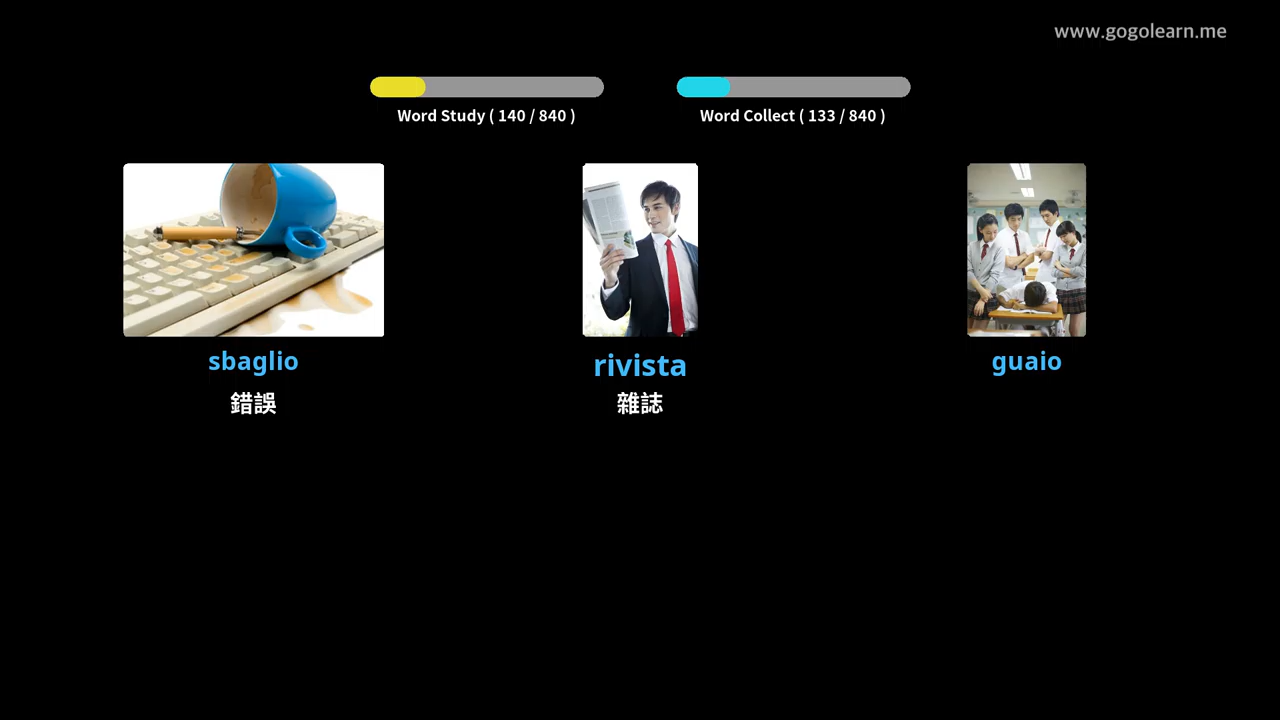 www.gogolearn.me
Word Study ( 140 / 840 )
Word Collect ( 133 / 840 )
sbaglio
錯誤
rivista
雜誌
guaio